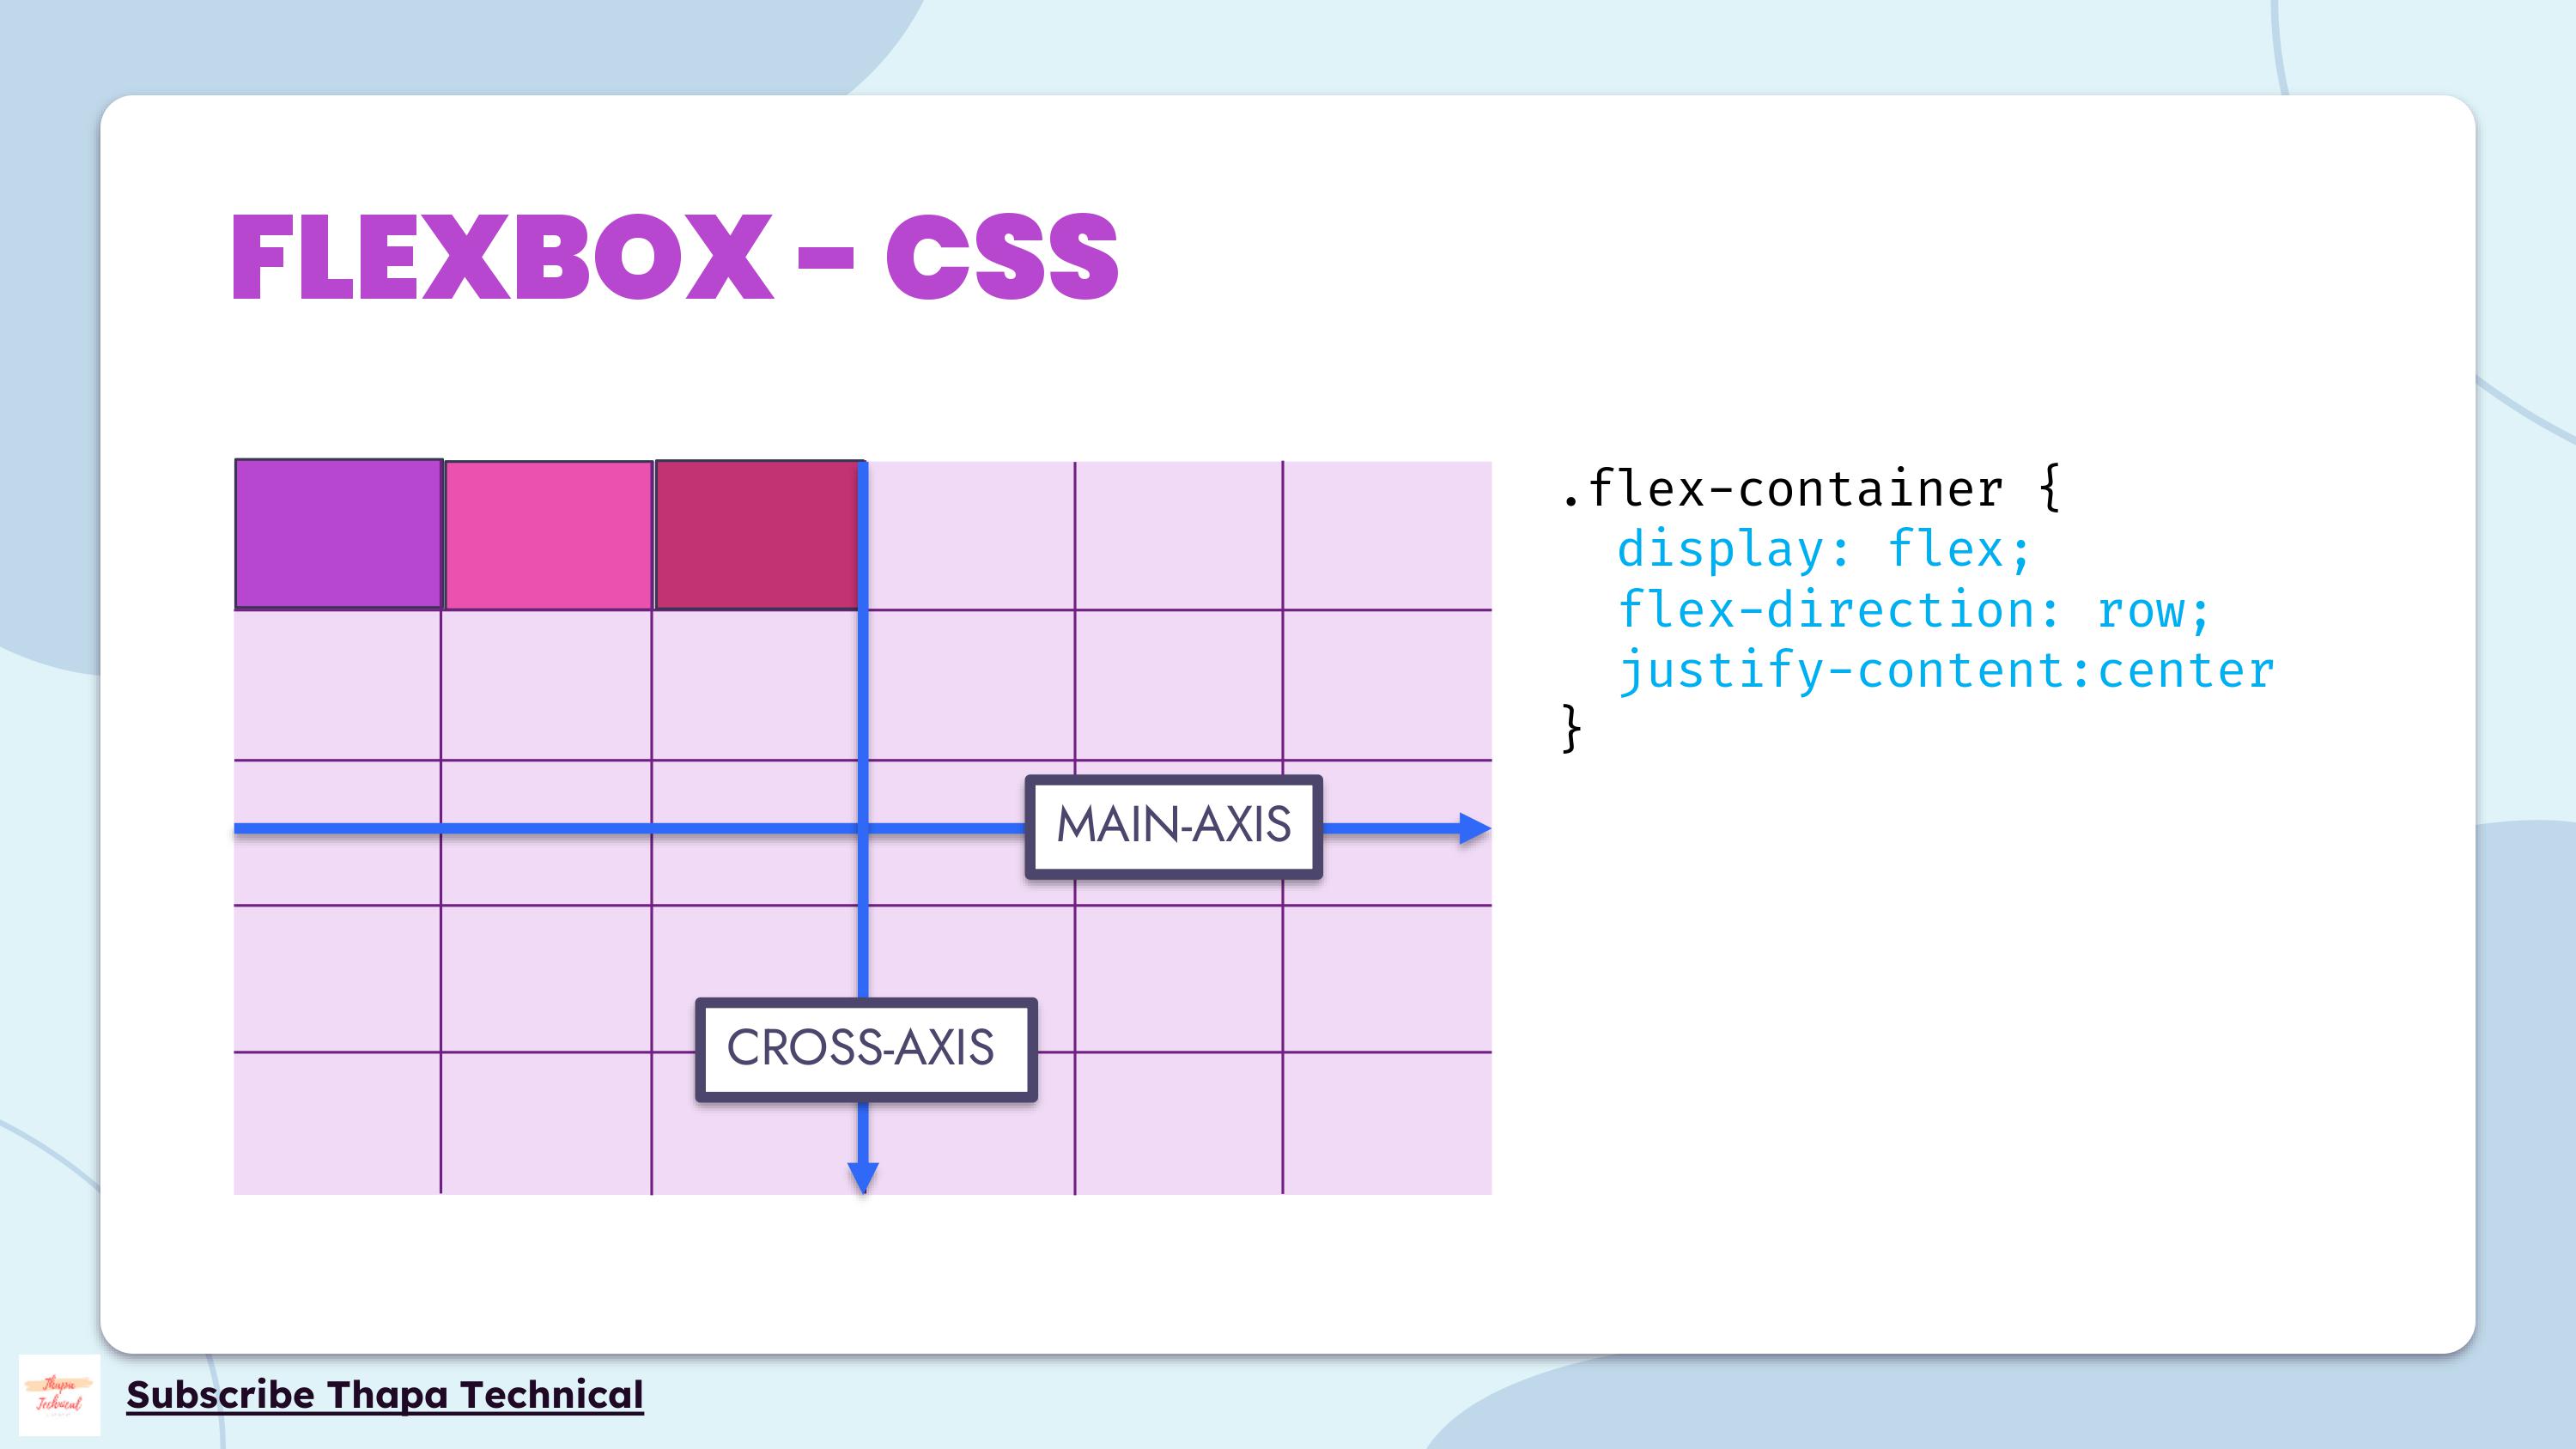 FLEXBOX - CSS
.flex-container {
display: flex;
flex-direction: row;
justify-content:center
}
MAIN-AXIS
CROSS-AXIS
Thapa
Technical
Subscribe Thapa Technical